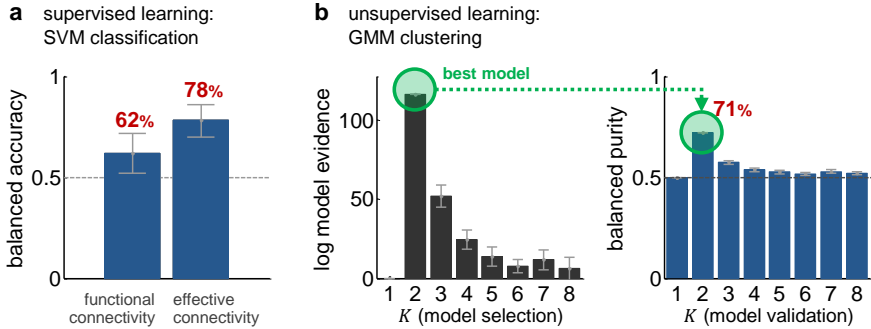 a supervised learning:
SVM classification
balanced accuracy
1
0.5
0
62%
78%
functional
connectivity
effective
connectivity
b unsupervised learning:
GMM clustering
log model evidence
100
50
0
best model
1 2 3 4 5 6 7 8
K (model selection)
balanced purity
1
0.5
0
71%
1 2 3 4 5 6 7 8
K (model validation)